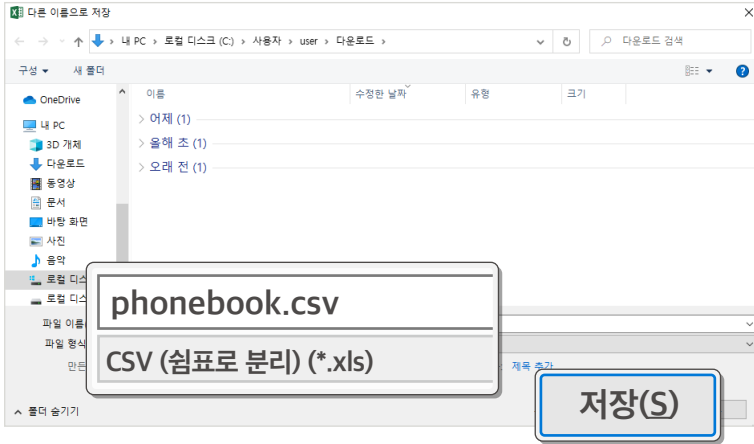 다른 이름으로 저장
내 PC › 로컬 디스크 (C:) › 사용자 › user › 다운로드 ›
다운로드 검색
구성
새 폴더
이름
수정한 날짜
유형
크기
OneDrive
내 PC
3D 개체
다운로드
동영상
문서
바탕 화면
사진
음악
로컬 디스
로컬 디스
어제 (1)
올해 초 (1)
오래 전 (1)
파일 이름
파일 형식
만든
phonebook.csv
CSV (쉼표로 분리) (*.xls)
제목 추가
폴더 숨기기
저장(S)